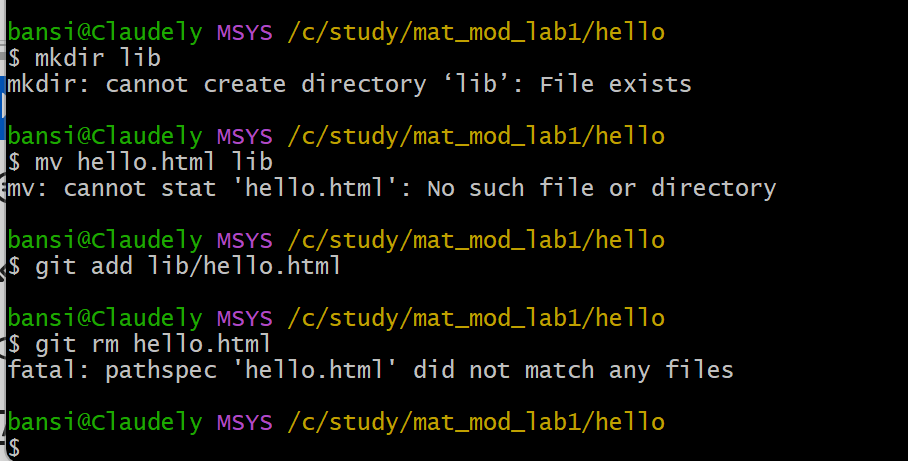 bansi@Claudely MSYS /c/study/mat_mod_lab1/hello
$ mkdir lib
mkdir: cannot create directory ‘lib’: File exists
bansi@Claudely MSYS /c/study/mat_mod_lab1/hello
$ mv hello.html lib
mv: cannot stat 'hello.html': No such file or directory
bansi@Claudely MSYS /c/study/mat_mod_lab1/hello
$ git add lib/hello.html
bansi@Claudely MSYS /c/study/mat_mod_lab1/hello
$ git rm hello.html
fatal: pathspec 'hello.html' did not match any files
bansi@Claudely MSYS /c/study/mat_mod_lab1/hello
$